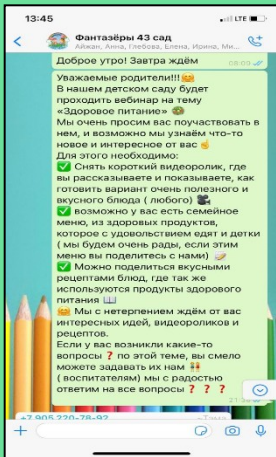 13:45
LTE
Фантазёры 43 сад
Айжан, Анна, Глебова, Елена, Ирина, Ми...
Доброе утро! Завтра ждём
09:09
Уважаемые родители!!!🤗
В нашем детском саду будет
проходить вебинар на тему
«Здоровое питание» 🥗
Мы очень просим вас поучаствовать в
нем, и возможно мы узнаём что-то
новое и интересное от вас ☝
Для этого необходимо:
✅ Снять короткий видеоролик, где
вы рассказываете и показываете, как
готовить вариант очень полезного и
вкусного блюда ( любого) 🎥
✅ возможно у вас есть семейное
меню, из здоровых продуктов,
которое с удовольствием едят и детки
( мы будем очень рады, если этим
меню вы поделитесь с нами) 📝
✅ Можно поделиться вкусными
рецептами блюд, где так же
используются продукты здорового
питания 📖
🤗 Мы с нетерпением ждём от вас
интересных идей, видеороликов и
рецептов.
Если у вас возникли какие-то
вопросы ❓ по этой теме, вы смело
можете задавать их нам 👯
( воспитателям) мы с радостью
ответим на все вопросы ❓ ❓ ❓
+7 905 220-78-92